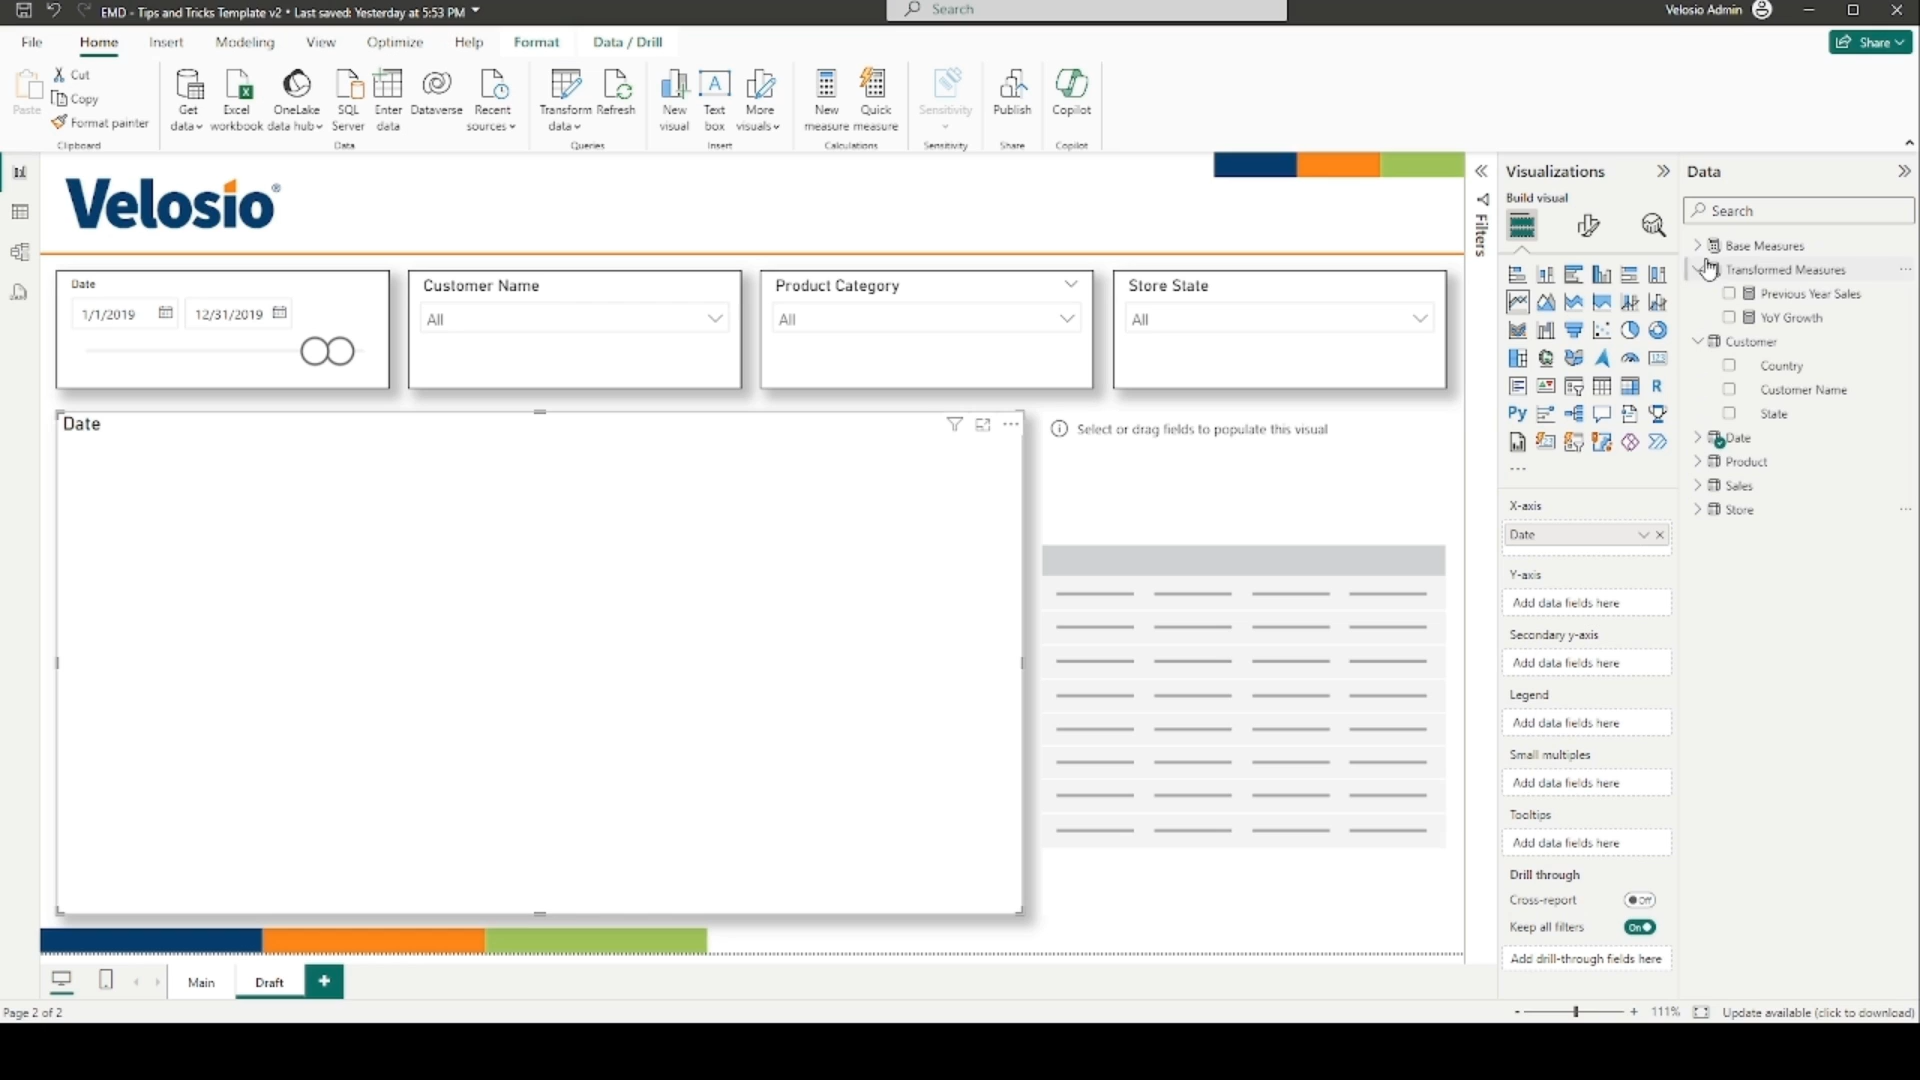 EMD - Tips and Tricks Template v2 • Last saved: Yesterday at 5:53 PM
Search
Velosio Admin
File
Home
Insert
Modeling
View
Optimize
Help
Format
Data / Drill
Share
Paste
Cut
Copy
Format painter
Clipboard
Get data
Excel workbook
OneLake data hub
SQL Server
Enter data
Dataverse
Recent sources
Data
Transform data
Refresh
Queries
New visual
Text box
More visuals
Insert
New measure
Quick measure
Calculations
Sensitivity
Sensitivity
Publish
Share
Copilot
Copilot
Velosio®
Date
1/1/2019
12/31/2019
Customer Name
All
Product Category
All
Store State
All
Date
Select or drag fields to populate this visual
Filters
Visualizations
Build visual
R
Py
123
X-axis
Date
Y-axis
Add data fields here
Secondary y-axis
Add data fields here
Legend
Add data fields here
Small multiples
Add data fields here
Tooltips
Add data fields here
Drill through
Cross-report
Off
Keep all filters
On
Add drill-through fields here
Data
Search
Base Measures
Transformed Measures
Previous Year Sales
YoY Growth
Customer
Country
Customer Name
State
Date
Product
Sales
Store
Main
Draft
Page 2 of 2
- + 111%
Update available (click to download)